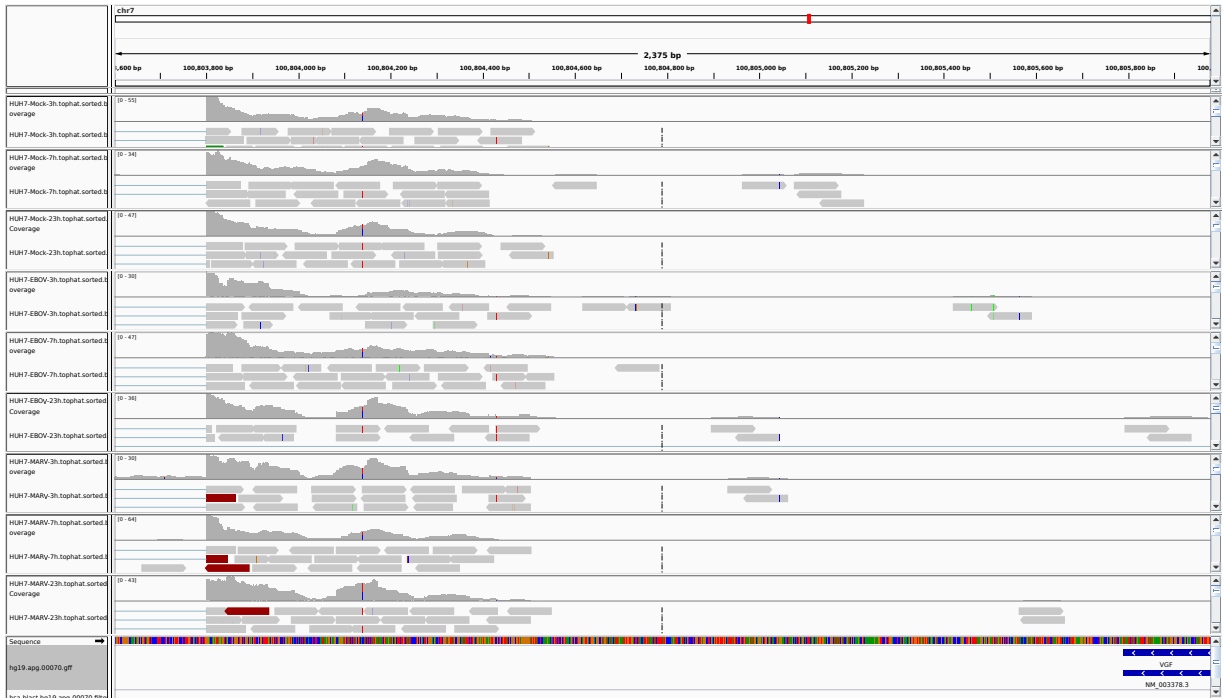 chr7
2,375 bp
,600 bp 100,803,800 bp 100,804,000 bp 100,804,200 bp 100,804,400 bp 100,804,600 bp 100,804,800 bp 100,805,000 bp 100,805,200 bp 100,805,400 bp 100,805,600 bp 100,805,800 bp 100,
HUH7-Mock-3h.tophat.sorted.b
overage
[0 - 55]
HUH7-Mock-3h.tophat.sorted.b
HUH7-Mock-7h.tophat.sorted.b
overage
[0 - 34]
HUH7-Mock-7h.tophat.sorted.b
HUH7-Mock-23h.tophat.sorted.
Coverage
[0 - 47]
HUH7-Mock-23h.tophat.sorted.
HUH7-EBOV-3h.tophat.sorted.b
overage
[0 - 30]
HUH7-EBOV-3h.tophat.sorted.b
HUH7-EBOV-7h.tophat.sorted.b
overage
[0 - 47]
HUH7-EBOV-7h.tophat.sorted.b
HUH7-EBOV-23h.tophat.sorted
Coverage
[0 - 36]
HUH7-EBOV-23h.tophat.sorted
HUH7-MARV-3h.tophat.sorted.b
overage
[0 - 30]
HUH7-MARV-3h.tophat.sorted.b
HUH7-MARV-7h.tophat.sorted.b
overage
[0 - 64]
HUH7-MARV-7h.tophat.sorted.b
HUH7-MARV-23h.tophat.sorted
Coverage
[0 - 43]
HUH7-MARV-23h.tophat.sorted
Sequence
hg19.apg.00070.gff
VGF
NM_003378.3